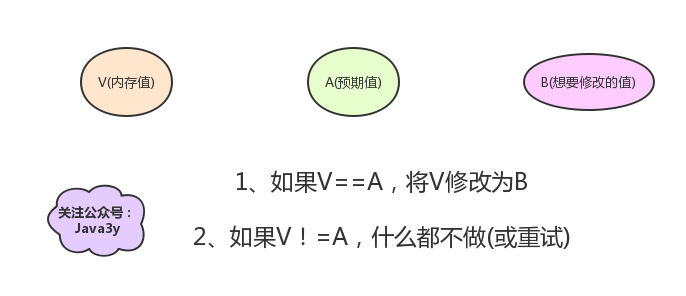 V(内存值)
A(预期值)
B(想要修改的值)
1、如果V==A，将V修改为B
关注公众号：
Java3y
2、如果V！=A，什么都不做(或重试)